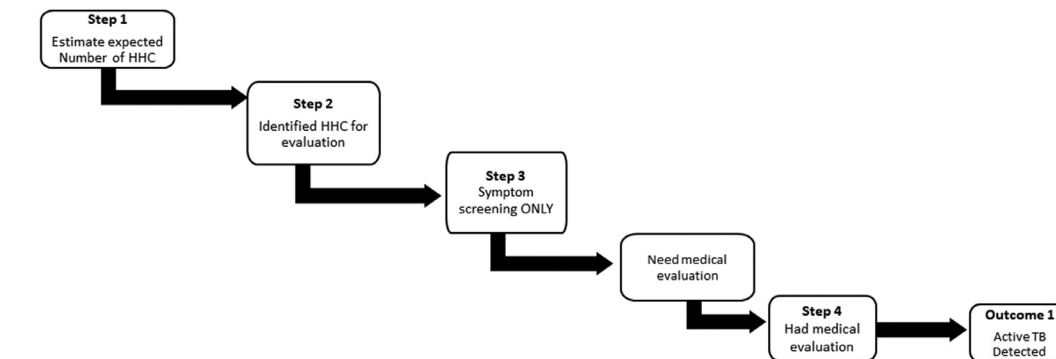 Step 1
Estimate expected
Number of HHC
Step 2
Identified HHC for
evaluation
Step 3
Symptom
screening ONLY
Need medical
evaluation
Step 4
Had medical
evaluation
Outcome 1
Active TB
Detected